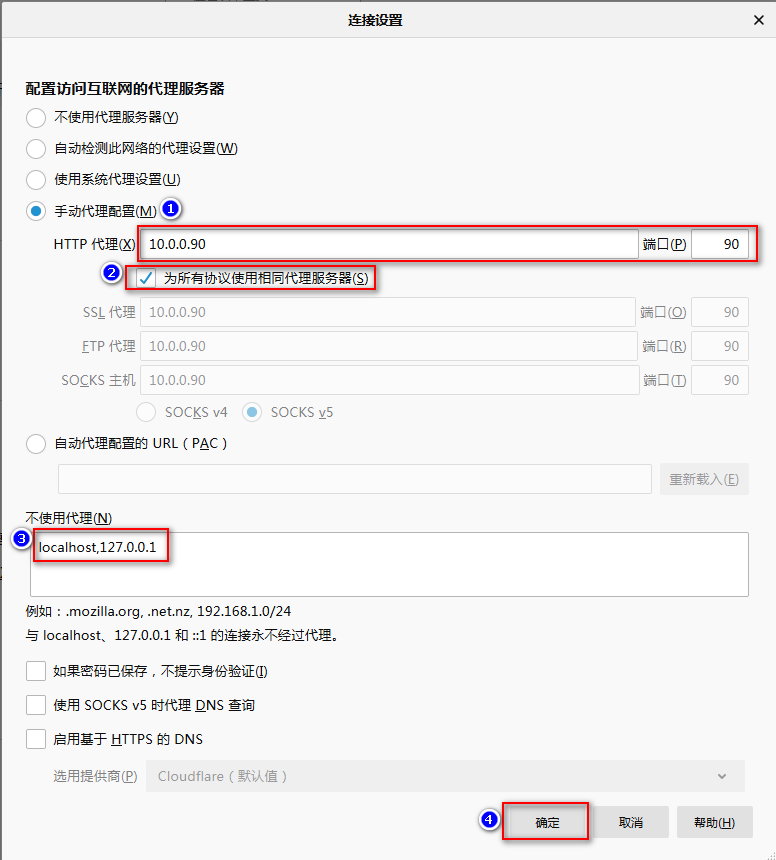 连接设置
配置访问互联网的代理服务器
不使用代理服务器(Y)
自动检测此网络的代理设置(W)
使用系统代理设置(U)
手动代理配置(M) 1
HTTP 代理(X) 10.0.0.90 端口(P) 90
2 为所有协议使用相同代理服务器(S)
SSL 代理 10.0.0.90 端口(O) 90
FTP 代理 10.0.0.90 端口(R) 90
SOCKS 主机 10.0.0.90 端口(T) 90
SOCKS v4 SOCKS v5
自动代理配置的 URL（PAC）
重新载入(E)
不使用代理(N)
3 localhost,127.0.0.1
例如：.mozilla.org, .net.nz, 192.168.1.0/24
与 localhost、127.0.0.1 和 ::1 的连接永不经过代理。
如果密码已保存，不提示身份验证(I)
使用 SOCKS v5 时代理 DNS 查询
启用基于 HTTPS 的 DNS
选用提供商(P) Cloudflare（默认值）
4 确定 取消 帮助(H)